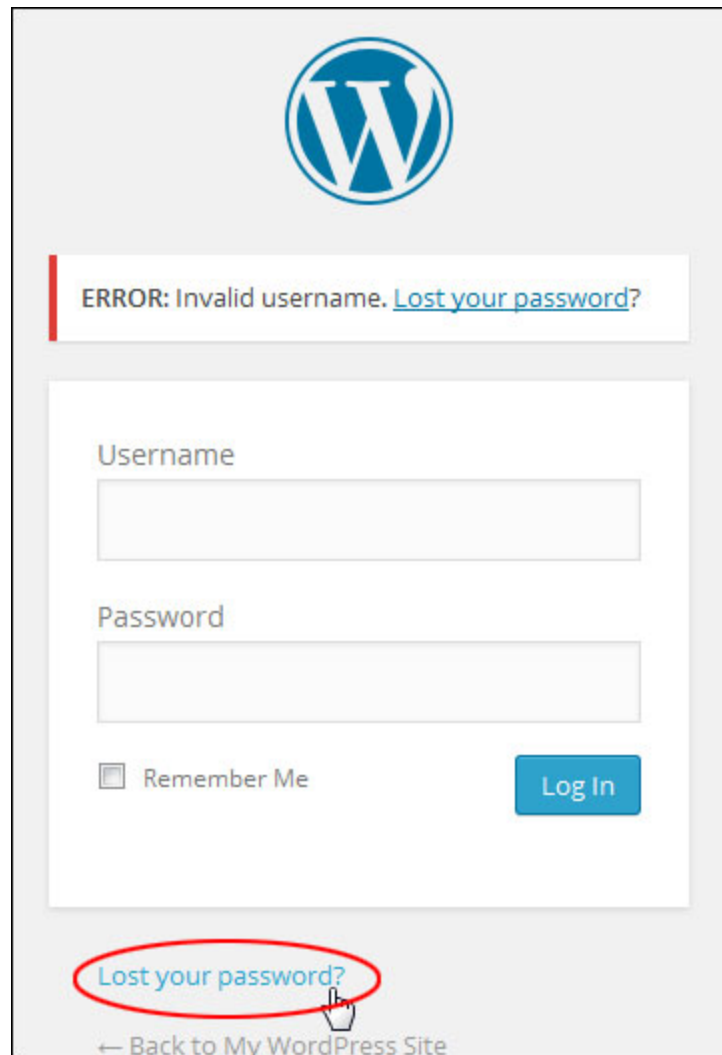 ERROR: Invalid username. Lost your password?
Username
Password
Remember Me
Log In
Lost your password?
← Back to My WordPress Site